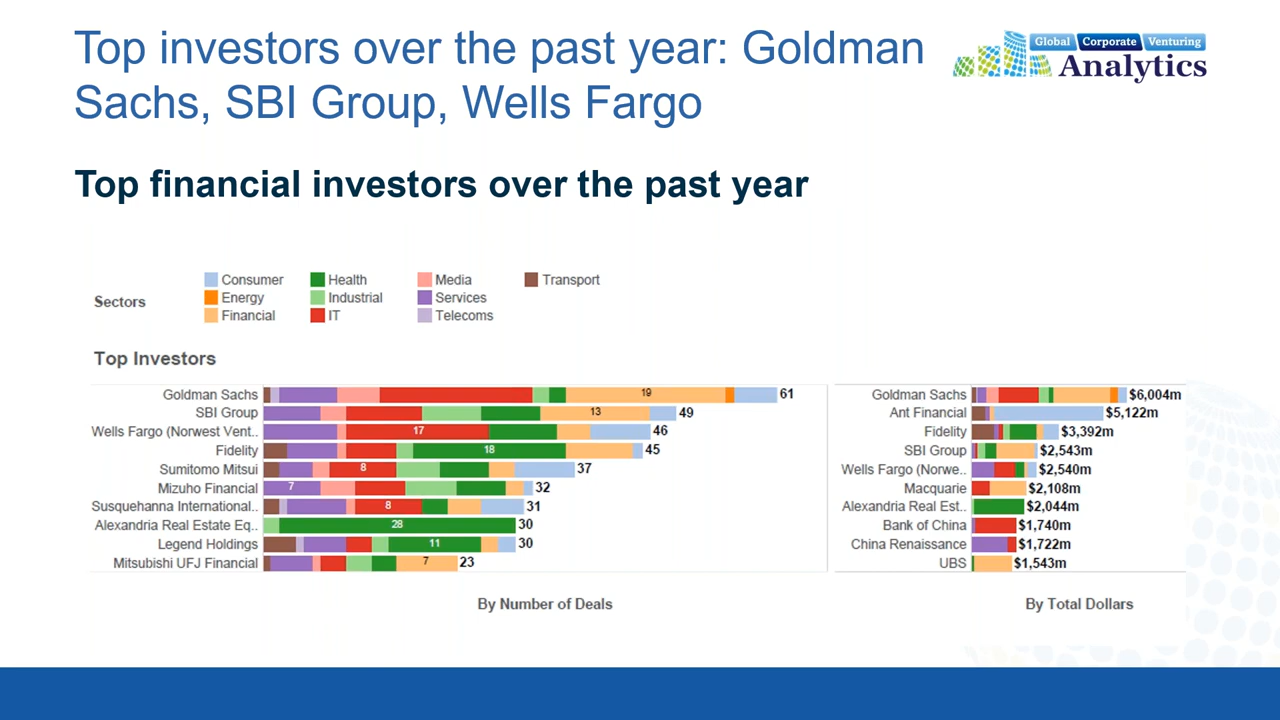 Top investors over the past year: Goldman
Sachs, SBI Group, Wells Fargo
Global Corporate Venturing
Analytics
Top financial investors over the past year
Sectors
Consumer Health Media Transport
Energy Industrial Services
Financial IT Telecoms
Top Investors
Goldman Sachs 19 61
SBI Group 13 49
Wells Fargo (Norwest Vent.. 17 46
Fidelity 18 45
Sumitomo Mitsui 8 37
Mizuho Financial 7 32
Susquehanna International.. 8 31
Alexandria Real Estate Eq.. 28 30
Legend Holdings 11 30
Mitsubishi UFJ Financial 7 23
By Number of Deals
Goldman Sachs $6,004m
Ant Financial $5,122m
Fidelity $3,392m
SBI Group $2,543m
Wells Fargo (Norwe.. $2,540m
Macquarie $2,108m
Alexandria Real Est.. $2,044m
Bank of China $1,740m
China Renaissance $1,722m
UBS $1,543m
By Total Dollars